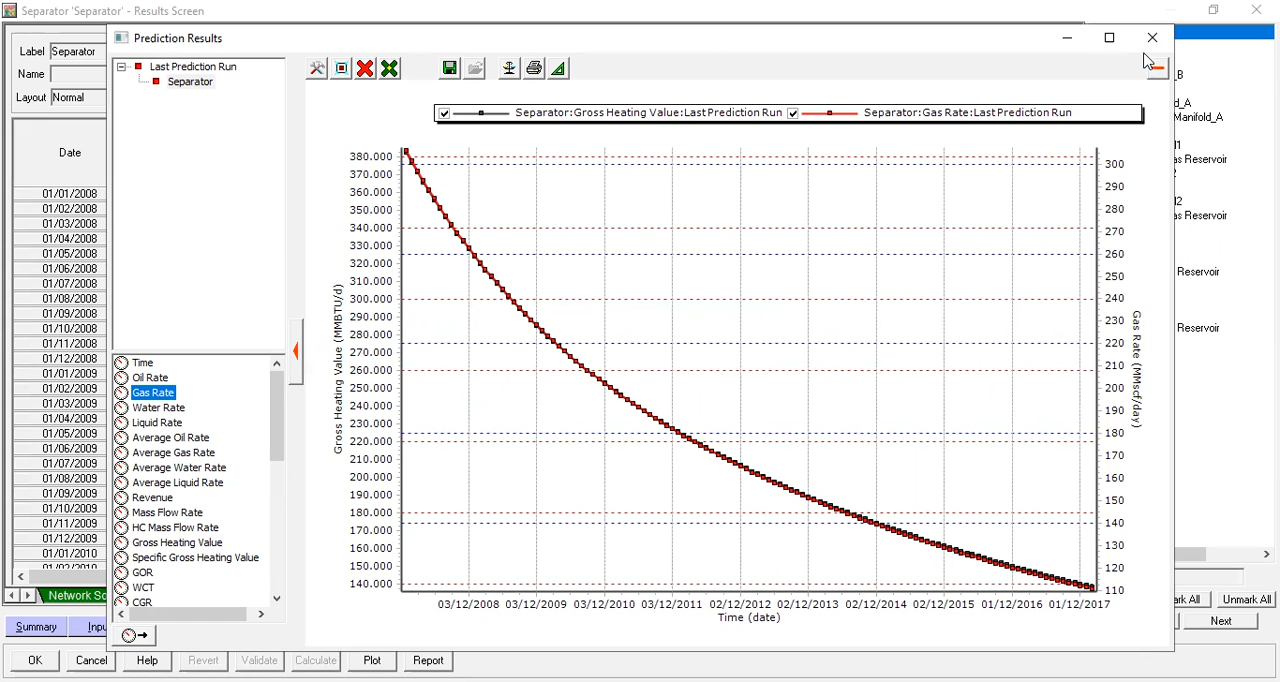 Separator 'Separator' - Results Screen
Label Separator
Name
Layout Normal
Date
01/01/2008
01/02/2008
01/03/2008
01/04/2008
01/05/2008
01/06/2008
01/07/2008
01/08/2008
01/09/2008
01/10/2008
01/11/2008
01/12/2008
01/01/2009
01/02/2009
01/03/2009
01/04/2009
01/05/2009
01/06/2009
01/07/2009
01/08/2009
01/09/2009
01/10/2009
01/11/2009
01/12/2009
01/01/2010
01/02/2010
Network So
Summary
Inpu
OK Cancel Help Revert Validate Calculate Plot Report
Prediction Results
Last Prediction Run
Separator
Time
Oil Rate
Gas Rate
Water Rate
Liquid Rate
Average Oil Rate
Average Gas Rate
Average Water Rate
Average Liquid Rate
Revenue
Mass Flow Rate
HC Mass Flow Rate
Gross Heating Value
Specific Gross Heating Value
GOR
WCT
CGR
Separator:Gross Heating Value:Last Prediction Run
Separator:Gas Rate:Last Prediction Run
Gross Heating Value (MMBTU/d)
380.000
370.000
360.000
350.000
340.000
330.000
320.000
310.000
300.000
290.000
280.000
270.000
260.000
250.000
240.000
230.000
220.000
210.000
200.000
190.000
180.000
170.000
160.000
150.000
140.000
300
290
280
270
260
250
240
230
220
210
200
190
180
170
160
150
140
130
120
110
Gas Rate (MMscf/day)
03/12/2008 03/12/2009 03/12/2010 03/12/2011 02/12/2012 02/12/2013 02/12/2014 02/12/2015 01/12/2016 01/12/2017
Time (date)
_B
_A
Manifold_A
as Reservoir
as Reservoir
Reservoir
Reservoir
rk All
Unmark All
Next